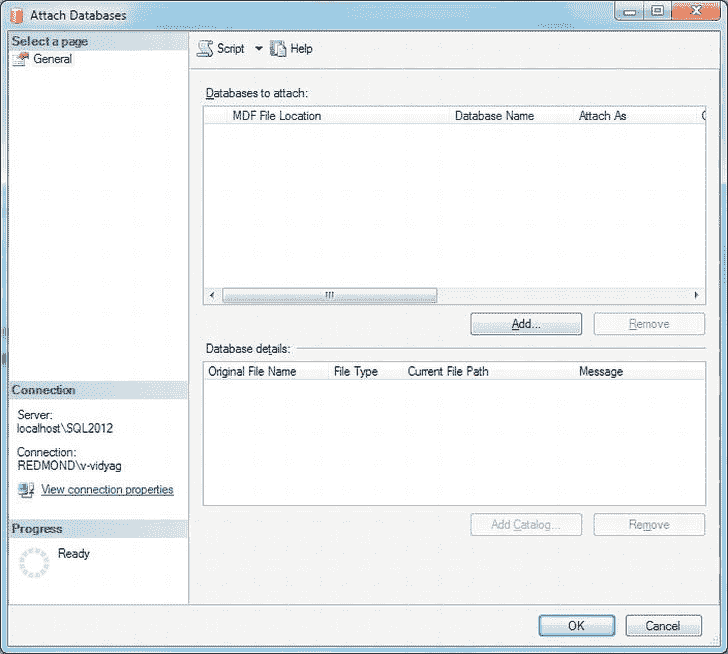 Attach Databases
Select a page
General
Script Help
Databases to attach:
MDF File Location Database Name Attach As
Add... Remove
Database details:
Original File Name File Type Current File Path Message
Add Catalog... Remove
Connection
Server:
localhost\SQL2012
Connection:
REDMOND\v-vidyag
View connection properties
Progress
Ready
OK Cancel